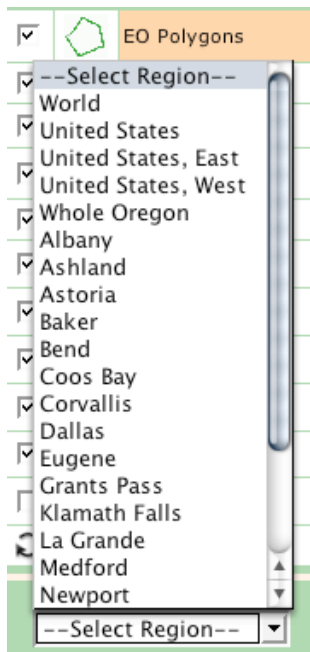 EO Polygons
--Select Region--
World
United States
United States, East
United States, West
Whole Oregon
Albany
Ashland
Astoria
Baker
Bend
Coos Bay
Corvallis
Dallas
Eugene
Grants Pass
Klamath Falls
La Grande
Medford
Newport
--Select Region--